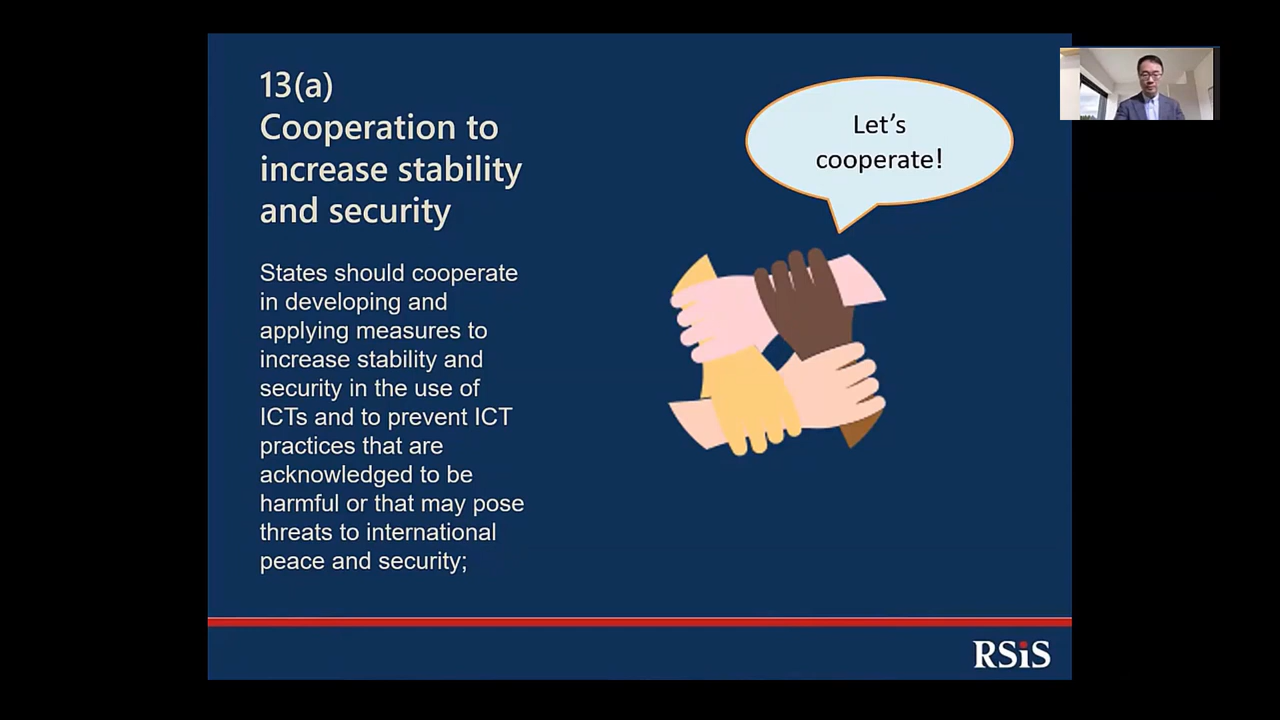 13(a)
Cooperation to
increase stability
and security
States should cooperate
in developing and
applying measures to
increase stability and
security in the use of
ICTs and to prevent ICT
practices that are
acknowledged to be
harmful or that may pose
threats to international
peace and security;
Let’s
cooperate!
RSiS